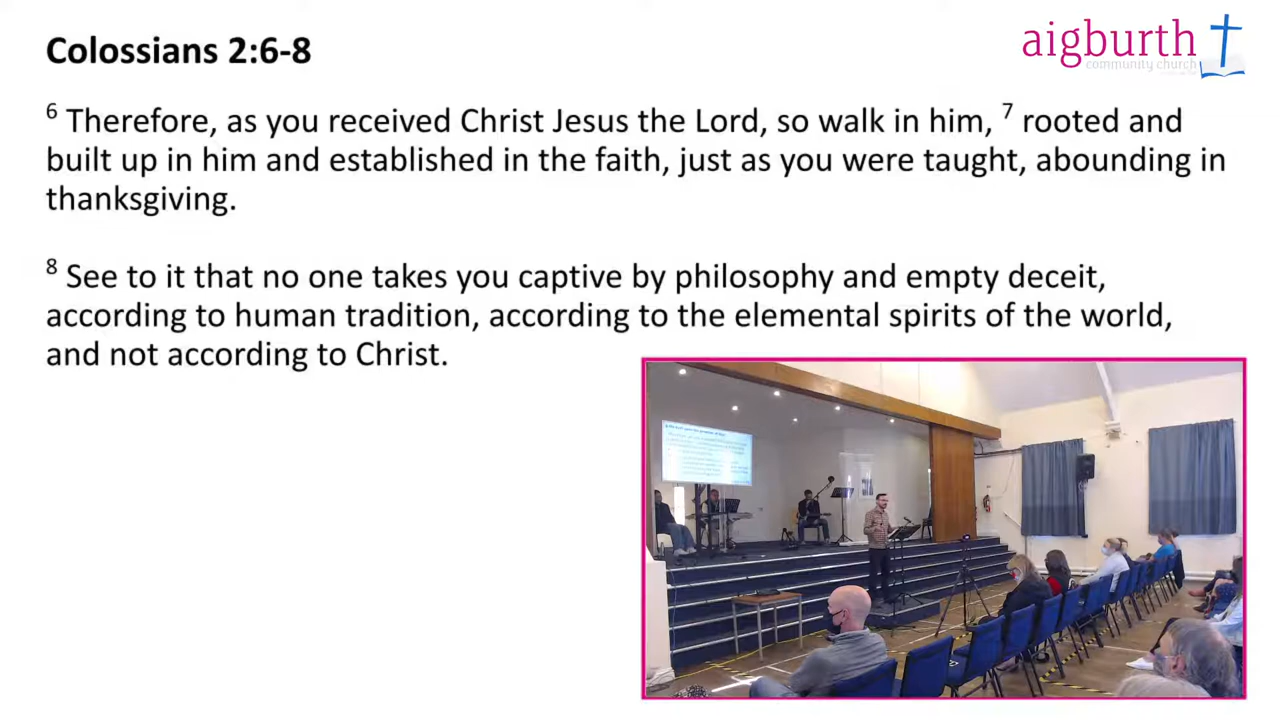 Colossians 2:6-8
aigburth
community church
6 Therefore, as you received Christ Jesus the Lord, so walk in him, 7 rooted and
built up in him and established in the faith, just as you were taught, abounding in
thanksgiving.
8 See to it that no one takes you captive by philosophy and empty deceit,
according to human tradition, according to the elemental spirits of the world,
and not according to Christ.